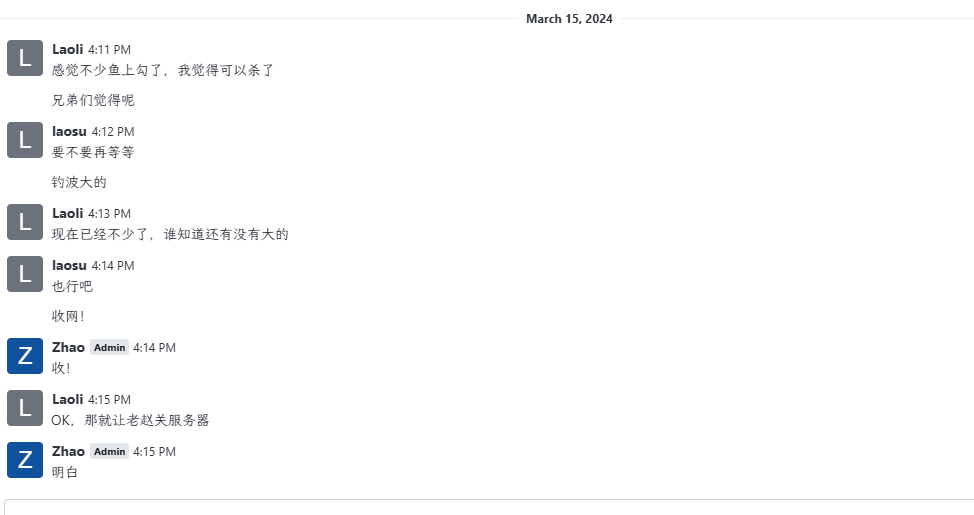 March 15, 2024
L
Laoli 4:11 PM
感觉不少鱼上勾了，我觉得可以杀了
兄弟们觉得呢
L
laosu 4:12 PM
要不要再等等
钓波大的
L
Laoli 4:13 PM
现在已经不少了，谁知道还有没有大的
L
laosu 4:14 PM
也行吧
收网！
Z
Zhao Admin 4:14 PM
收！
L
Laoli 4:15 PM
OK，那就让老赵关服务器
Z
Zhao Admin 4:15 PM
明白